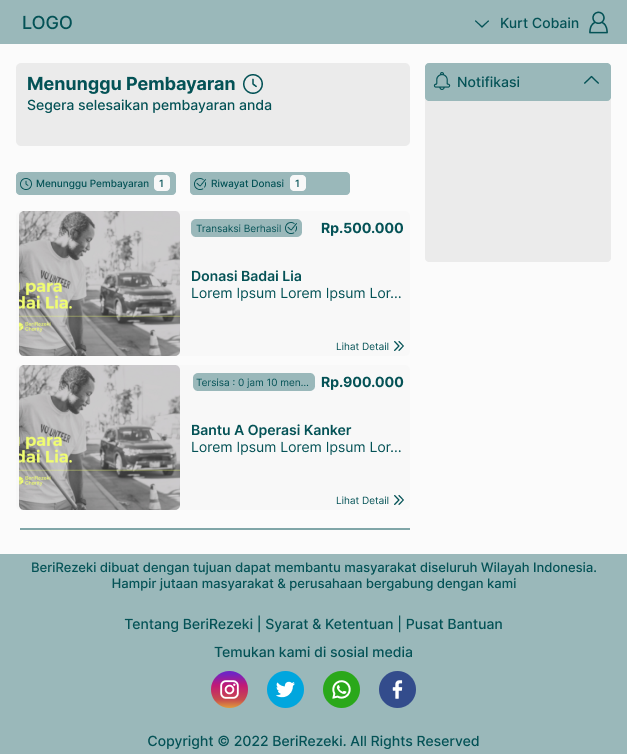 LOGO
Kurt Cobain
Menunggu Pembayaran
Segera selesaikan pembayaran anda
Notifikasi
Menunggu Pembayaran 1
Riwayat Donasi 1
Transaksi Berhasil
Rp.500.000
VOLUNTEER
para
dai Lia.
BeriRezeki
Donasi Badai Lia
Lorem Ipsum Lorem Ipsum Lor...
Lihat Detail
Tersisa : 0 jam 10 men...
Rp.900.000
VOLUNTEER
para
dai Lia.
BeriRezeki
Bantu A Operasi Kanker
Lorem Ipsum Lorem Ipsum Lor...
Lihat Detail
BeriRezeki dibuat dengan tujuan dapat membantu masyarakat diseluruh Wilayah Indonesia.
Hampir jutaan masyarakat & perusahaan bergabung dengan kami
Tentang BeriRezeki | Syarat & Ketentuan | Pusat Bantuan
Temukan kami di sosial media
Copyright © 2022 BeriRezeki. All Rights Reserved